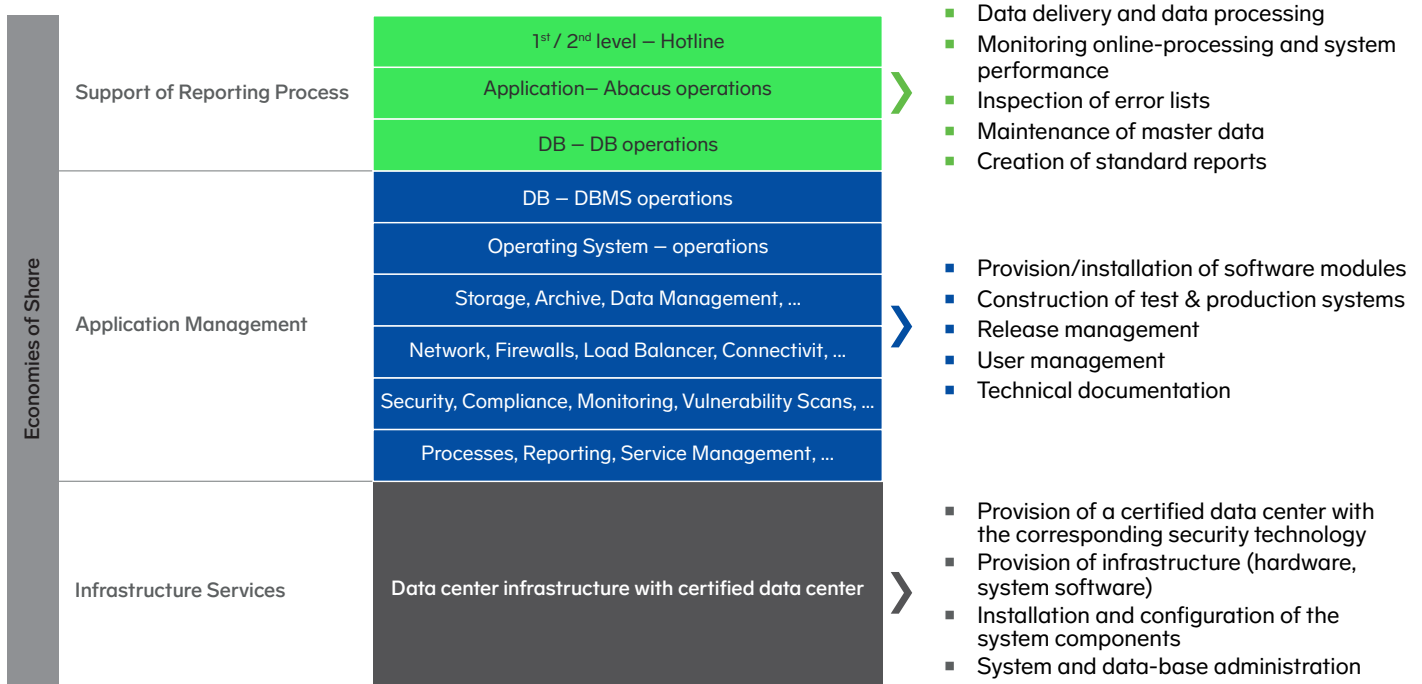 Economies of Share
Support of Reporting Process
1st / 2nd level – Hotline
Application– Abacus operations
DB – DB operations
Data delivery and data processing
Monitoring online-processing and system
performance
Inspection of error lists
Maintenance of master data
Creation of standard reports
Application Management
DB – DBMS operations
Operating System – operations
Storage, Archive, Data Management, ...
Network, Firewalls, Load Balancer, Connectivit, ...
Security, Compliance, Monitoring, Vulnerability Scans, ...
Processes, Reporting, Service Management, ...
Provision/installation of software modules
Construction of test & production systems
Release management
User management
Technical documentation
Infrastructure Services
Data center infrastructure with certified data center
Provision of a certified data center with
the corresponding security technology
Provision of infrastructure (hardware,
system software)
Installation and configuration of the
system components
System and data-base administration